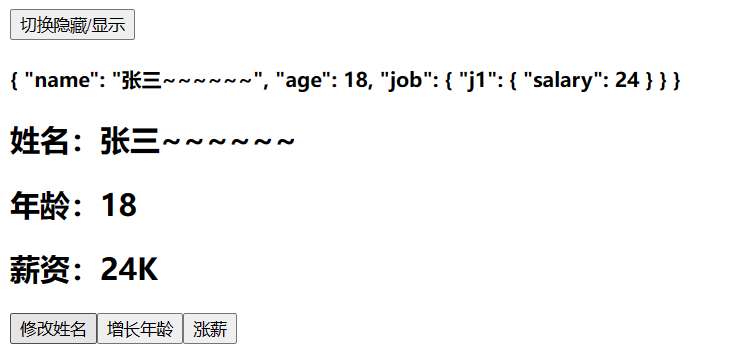 切换隐藏/显示
{ "name": "张三~~~~~~", "age": 18, "job": { "j1": { "salary": 24 } } }
姓名：张三~~~~~~
年龄：18
薪资：24K
修改姓名 增长年龄 涨薪